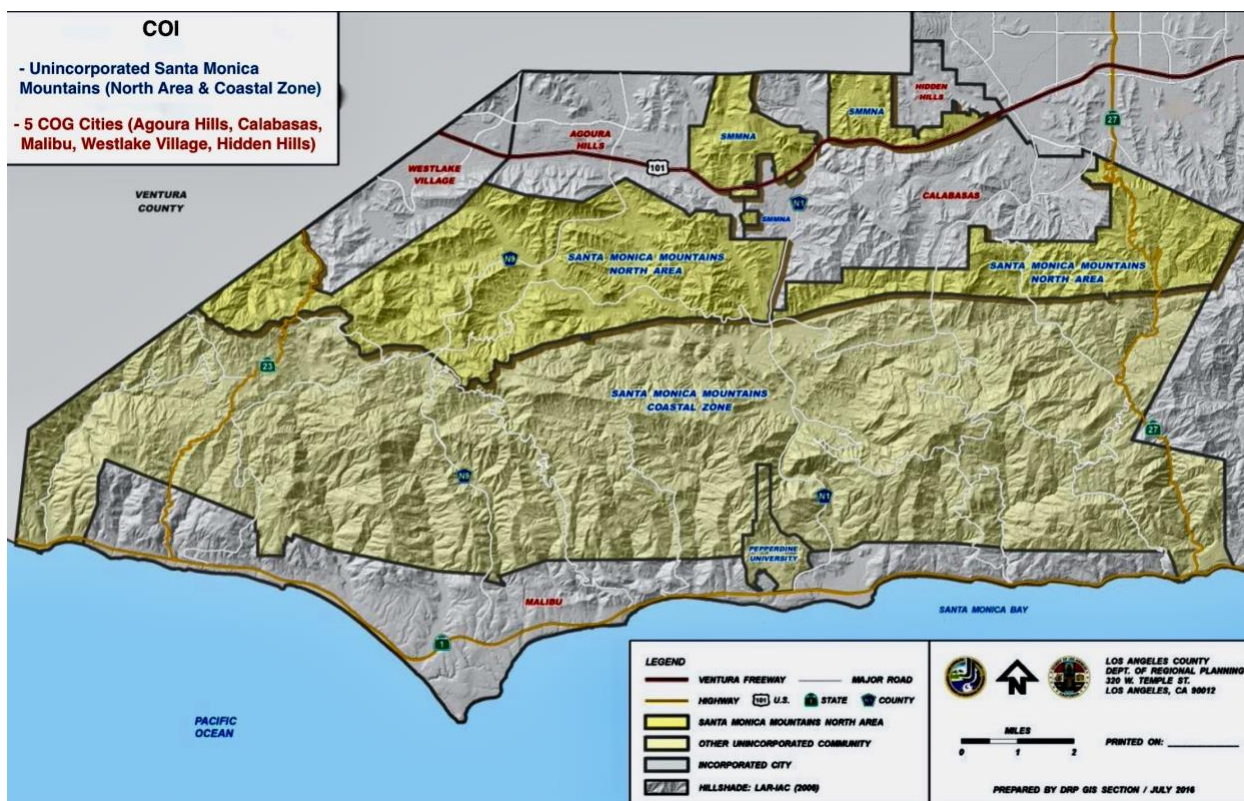 COI
- Unincorporated Santa Monica
Mountains (North Area & Coastal Zone)
- 5 COG Cities (Agoura Hills, Calabasas,
Malibu, Westlake Village, Hidden Hills)
VENTURA
COUNTY
WESTLAKE
VILLAGE
AGOURA
HILLS
101
SMMNA
SMMNA
HIDDEN
HILLS
27
SMMNA
N1
CALABASAS
N9
SANTA MONICA MOUNTAINS
NORTH AREA
SANTA MONICA MOUNTAINS
NORTH AREA
23
SANTA MONICA MOUNTAINS
COASTAL ZONE
27
N9
N1
PEPPERDINE
UNIVERSITY
MALIBU
SANTA MONICA BAY
1
PACIFIC
OCEAN
LEGEND
VENTURA FREEWAY
MAJOR ROAD
HIGHWAY
101 U.S.
STATE
COUNTY
SANTA MONICA MOUNTAINS NORTH AREA
OTHER UNINCORPORATED COMMUNITY
INCORPORATED CITY
HILLSHADE: LAR-IAC (2006)
N
LOS ANGELES COUNTY
DEPT. OF REGIONAL PLANNING
320 W. TEMPLE ST.
LOS ANGELES, CA 90012
MILES
0 1 2
PRINTED ON: ____________
PREPARED BY DRP GIS SECTION / JULY 2016